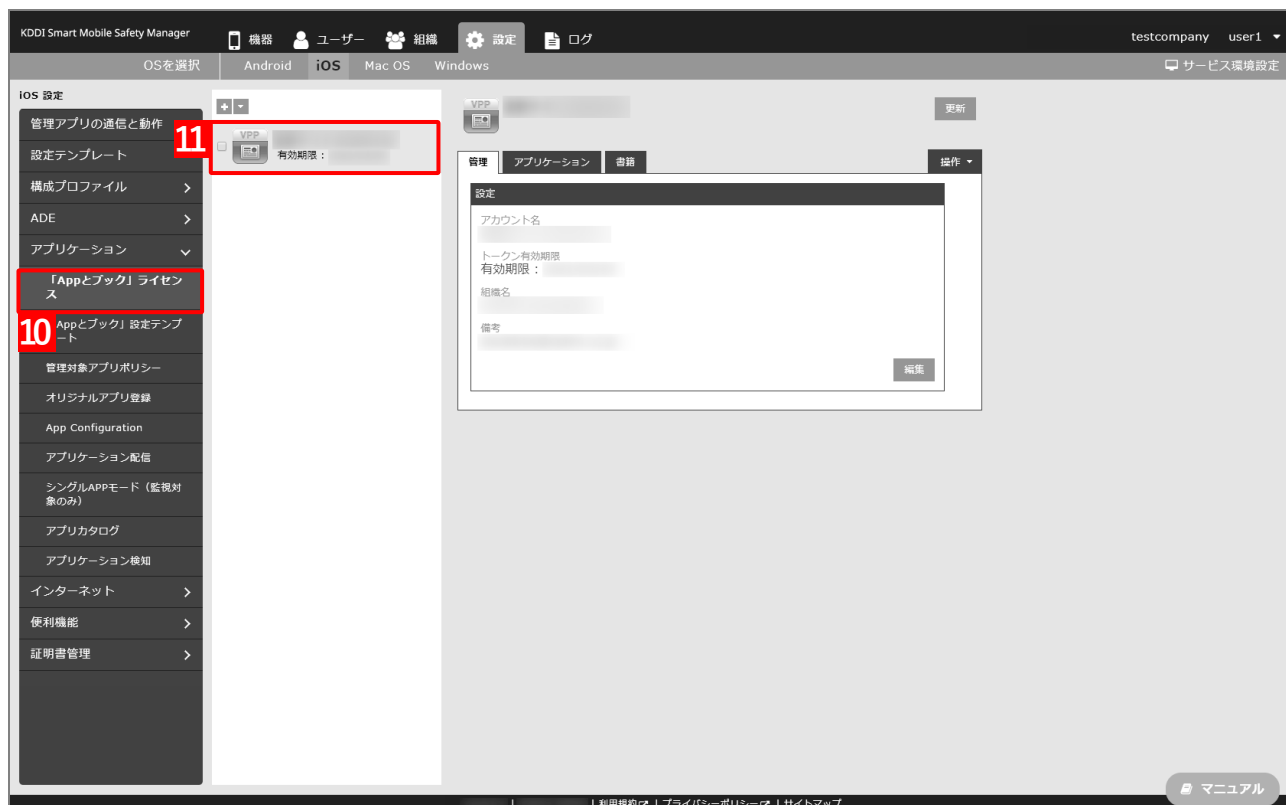 KDDI Smart Mobile Safety Manager
機器 ユーザー 組織 設定 ログ
testcompany user1
OSを選択 Android iOS Mac OS Windows
サービス環境設定
iOS 設定
管理アプリの通信と動作
設定テンプレート
構成プロファイル
ADE
アプリケーション
「Appとブック」ライセン
ス
10
Appとブック」設定テンプ
ート
管理対象アプリポリシー
オリジナルアプリ登録
App Configuration
アプリケーション配信
シングルAPPモード（監視対
象のみ）
アプリカタログ
アプリケーション検知
インターネット
便利機能
証明書管理
11
VPP
有効期限：
VPP
更新
管理 アプリケーション 書籍 操作
設定
アカウント名
トークン有効期限
有効期限：
組織名
備考
編集
マニュアル
| | 利用規約 | プライバシーポリシー | サイトマップ